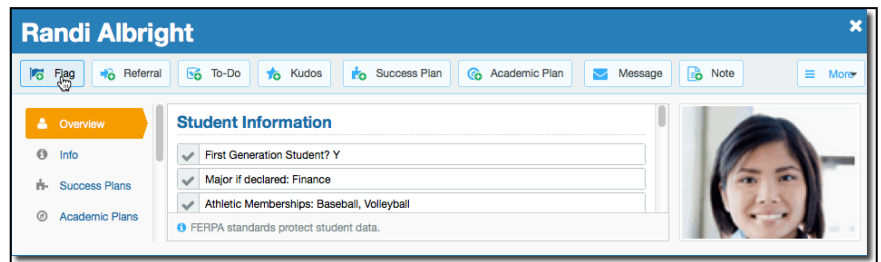 Randi Albright
Flag Referral To-Do Kudos Success Plan Academic Plan Message Note More
Overview
Info
Success Plans
Academic Plans
Student Information
First Generation Student? Y
Major if declared: Finance
Athletic Memberships: Baseball, Volleyball
FERPA standards protect student data.